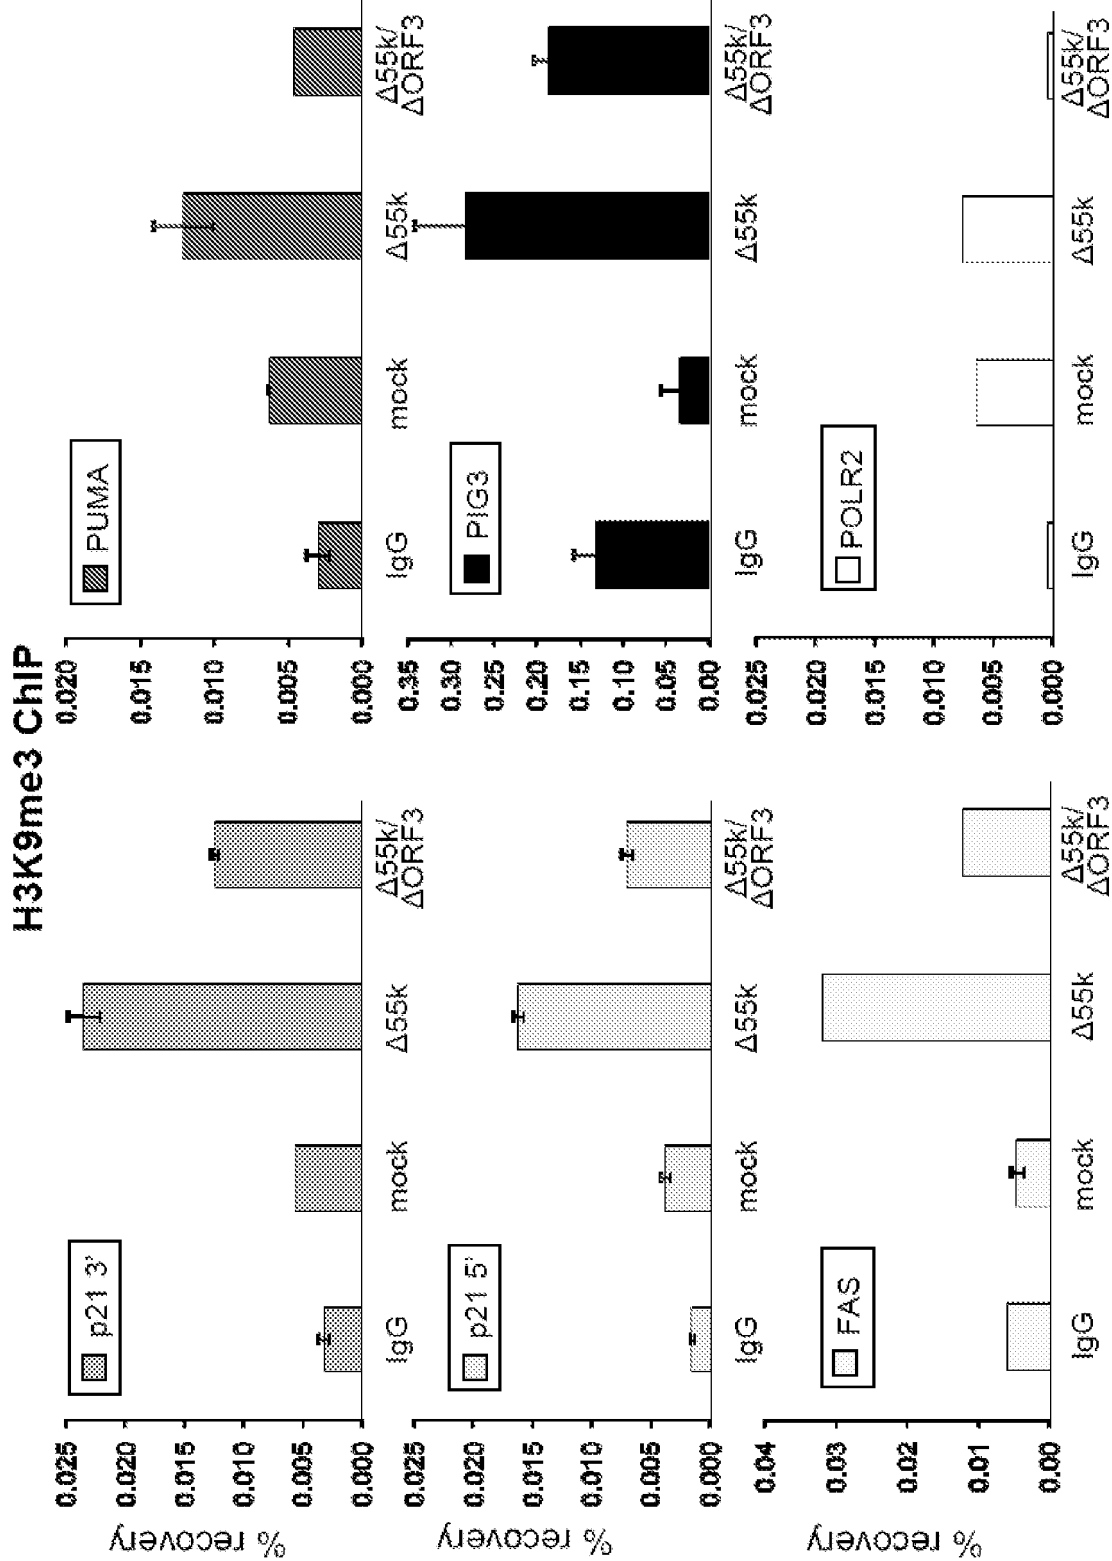 H3K9me3 ChIP
% recovery
0.025
0.020
0.015
0.010
0.005
0.000
p21 3'
IgG
mock
Δ55k
Δ55k/
ΔORF3
0.020
0.015
0.010
0.005
0.000
PUMA
IgG
mock
Δ55k
Δ55k/
ΔORF3
% recovery
0.025
0.020
0.015
0.010
0.005
0.000
p21 5'
IgG
mock
Δ55k
Δ55k/
ΔORF3
0.35
0.30
0.25
0.20
0.15
0.10
0.05
0.00
PIG3
IgG
mock
Δ55k
Δ55k/
ΔORF3
% recovery
0.04
0.03
0.02
0.01
0.00
FAS
IgG
mock
Δ55k
Δ55k/
ΔORF3
0.025
0.020
0.015
0.010
0.005
0.000
POLR2
IgG
mock
Δ55k
Δ55k/
ΔORF3